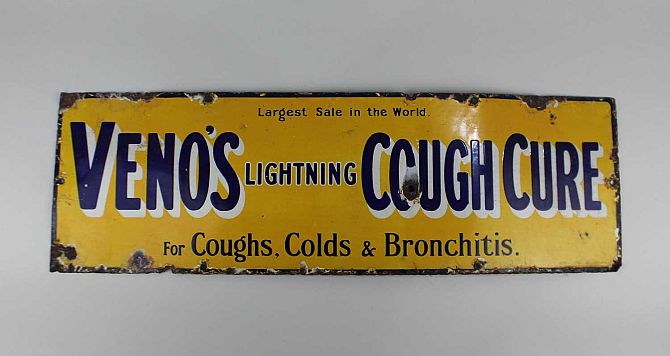 Largest Sale in the World.
VENO'S LIGHTNING COUGH CURE
FOR Coughs, Colds & Bronchitis.